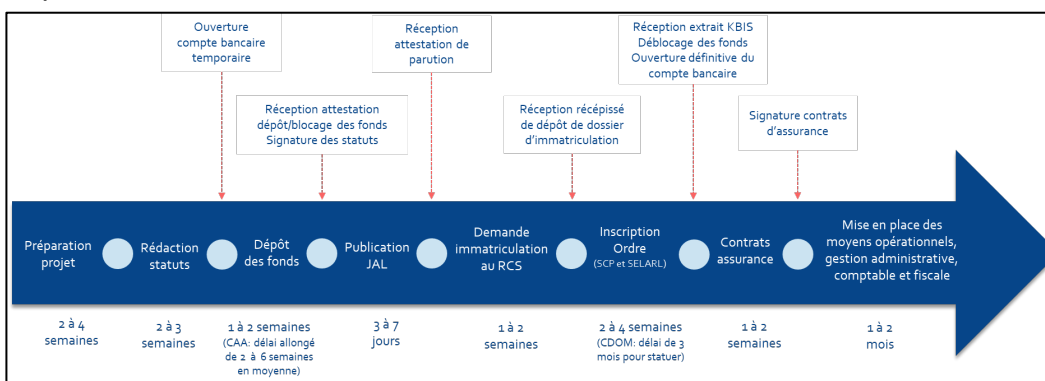 Ouverture
compte bancaire
temporaire
Réception attestation
dépôt/blocage des fonds
Signature des statuts
Réception
attestation de
parution
Réception récépissé
de dépôt de dossier
d'immatriculation
Réception extrait KBIS
Déblocage des fonds
Ouverture définitive du
compte bancaire
Signature contrats
d'assurance
Préparation
projet
Rédaction
statuts
Dépôt
des fonds
Publication
JAL
Demande
immatriculation
au RCS
Inscription
Ordre
(SCP et SELARL)
Contrats
assurance
Mise en place des
moyens opérationnels,
gestion administrative,
comptable et fiscale
2 à 4
semaines
2 à 3
semaines
1 à 2 semaines
(CAA: délai allongé
de 2 à 6 semaines
en moyenne)
3 à 7
jours
1 à 2
semaines
2 à 4 semaines
(CDOM: délai de 3
mois pour statuer)
1 à 2
semaines
1 à 2
mois